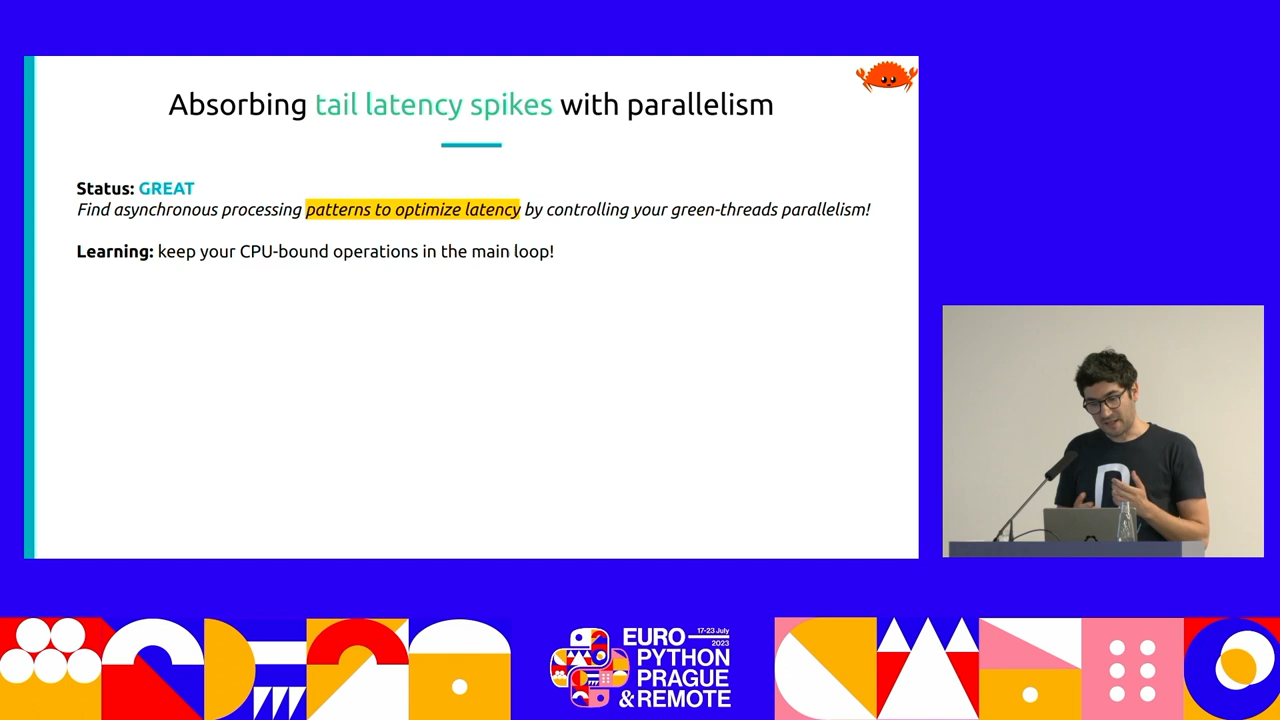 Absorbing tail latency spikes with parallelism
Status: GREAT
Find asynchronous processing patterns to optimize latency by controlling your green-threads parallelism!
Learning: keep your CPU-bound operations in the main loop!
EURO 17-23 July
2023
PYTHON
PRAGUE
& REMOTE